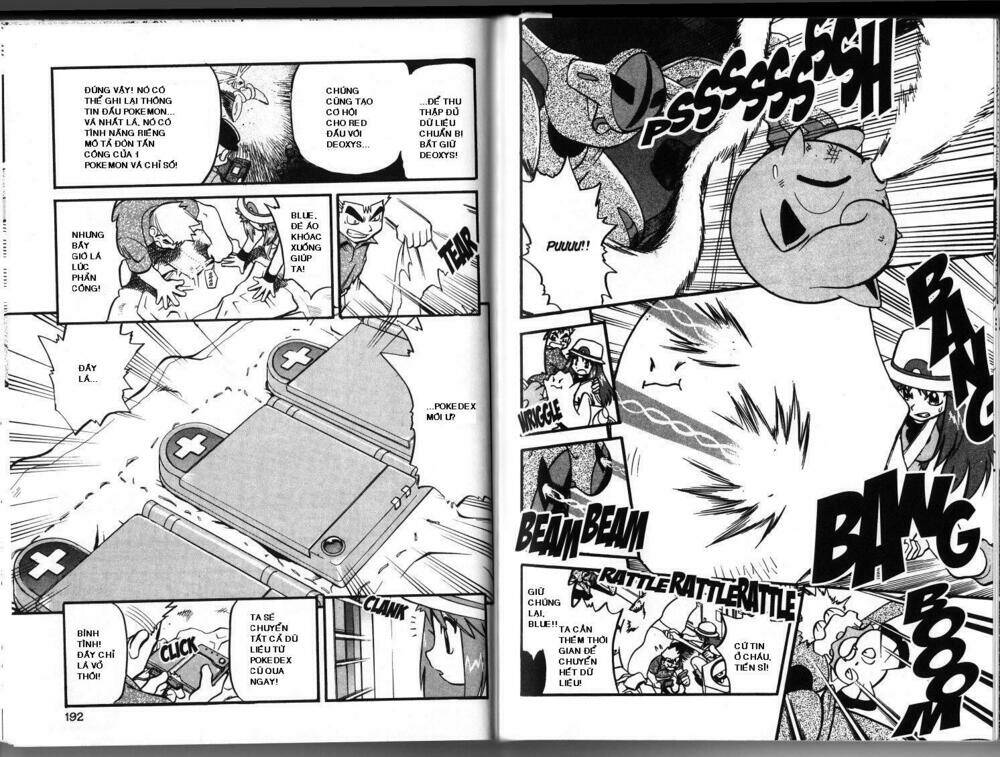 ĐÚNG VẬY! NÓ CÓ
THỂ GHI LẠI THÔNG
TIN ĐẤU POKEMON...
VÀ NHẤT LÀ, NÓ CÓ
TÍNH NĂNG RIÊNG
MÔ TẢ ĐÒN TẤN
CÔNG CỦA 1
POKEMON VÀ CHỈ SỐ!
CHÚNG
CŨNG TẠO
CƠ HỘI
CHO RED
ĐẤU VỚI
DEOXYS...
...ĐỂ THU
THẬP ĐỦ
DỮ LIỆU
CHUẨN BỊ
BẮT GIỮ
DEOXYS!
NHƯNG
BÂY
GIỜ LÀ
LÚC
PHẢN
CÔNG!
BLUE,
ĐỂ ÁO
KHOÁC
XUỐNG
GIÚP
TA!
TEAR
ĐÂY
LÀ...
...POKEDEX
MỚI Ư?
BÌNH
TĨNH!
ĐÂY CHỈ
LÀ VỎ
THÔI!
CLICK
TA SẼ
CHUYỂN
TẤT CẢ DỮ
LIỆU TỪ
POKEDEX
CŨ QUA
NGAY!
CLANK
192
PSSSSSSSGH
PUUUU!!
BANG
WRIGGLE
BEAM BEAM
BAWG
RATTLE RATTLE RATTLE
GIỮ
CHÚNG
LẠI,
BLUE!!
TA CẦN
THÊM THỜI
GIAN ĐỂ
CHUYỂN
HẾT DỮ
LIỆU!
CỨ TIN
Ở CHÁU,
TIẾN SĨ!
BOOOM